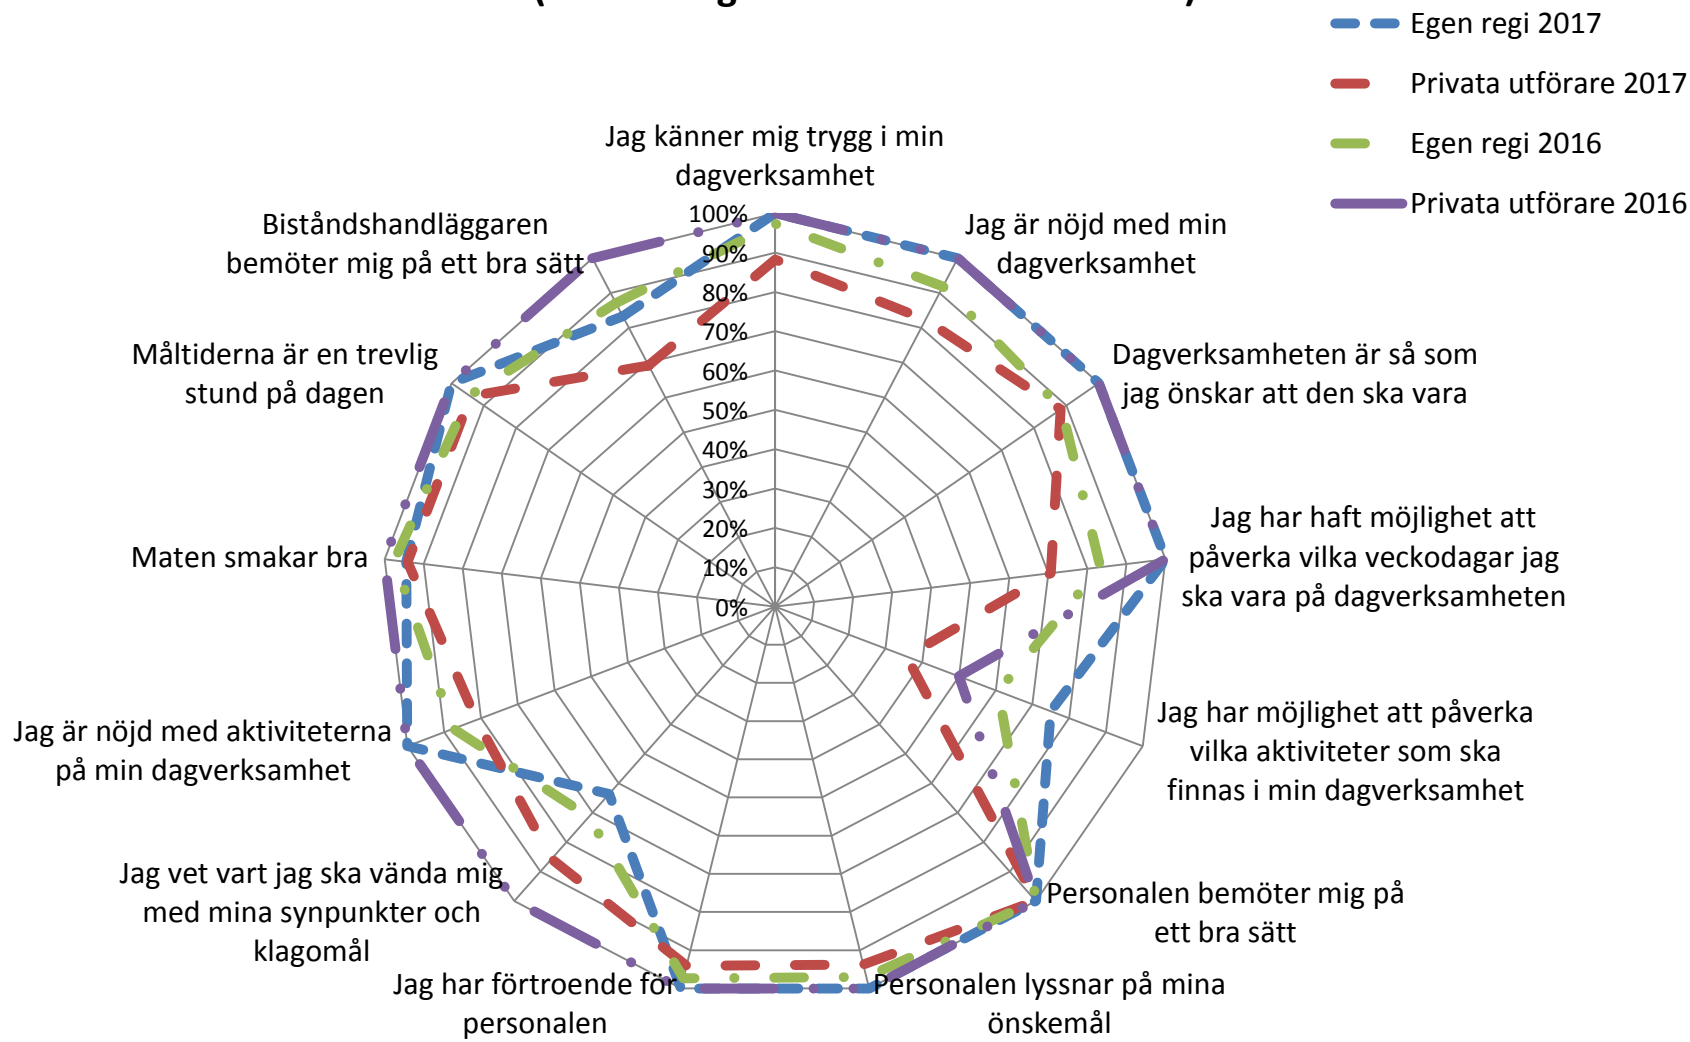 Egen regi 2017
Privata utförare 2017
Egen regi 2016
Privata utförare 2016
Jag känner mig trygg i min
dagverksamhet
Jag är nöjd med min
dagverksamhet
Dagverksamheten är så som
jag önskar att den ska vara
Jag har haft möjlighet att
påverka vilka veckodagar jag
ska vara på dagverksamheten
Jag har möjlighet att påverka
vilka aktiviteter som ska
finnas i min dagverksamhet
Personalen bemöter mig på
ett bra sätt
Personalen lyssnar på mina
önskemål
Jag har förtroende för
personalen
Jag vet vart jag ska vända mig
med mina synpunkter och
klagomål
Jag är nöjd med aktiviteterna
på min dagverksamhet
Maten smakar bra
Måltiderna är en trevlig
stund på dagen
Biståndshandläggaren
bemöter mig på ett bra sätt
100%
90%
80%
70%
60%
50%
40%
30%
20%
10%
0%